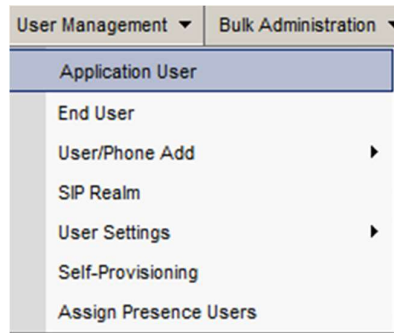 User Management Bulk Administration
Application User
End User
User/Phone Add
SIP Realm
User Settings
Self-Provisioning
Assign Presence Users